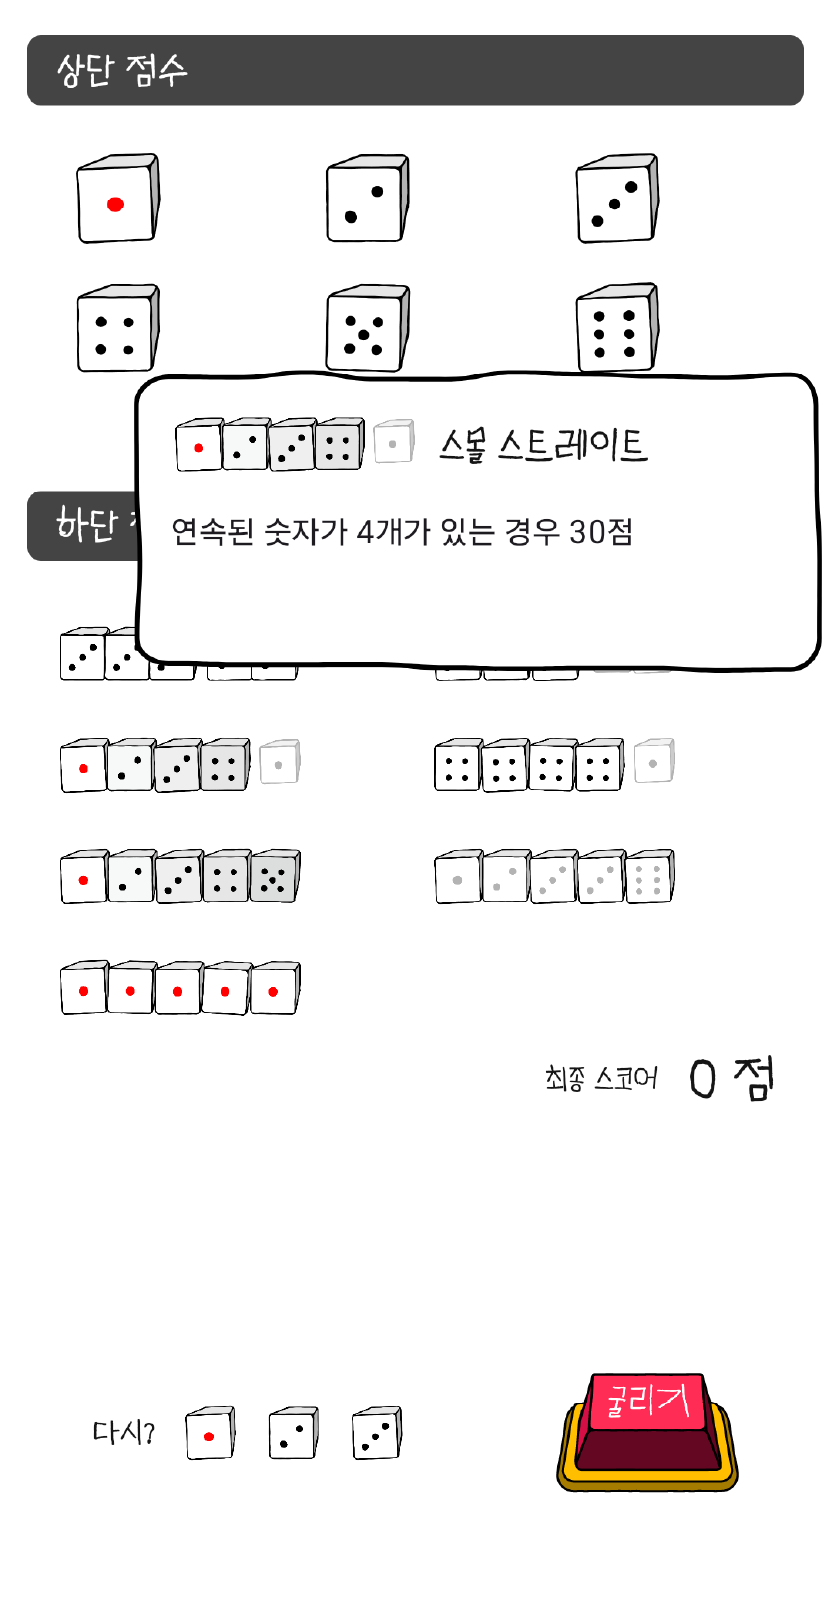 상단 점수
스몰 스트레이트
연속된 숫자가 4개가 있는 경우 30점
하단
최종 스코어 0 점
다시?
굴리기